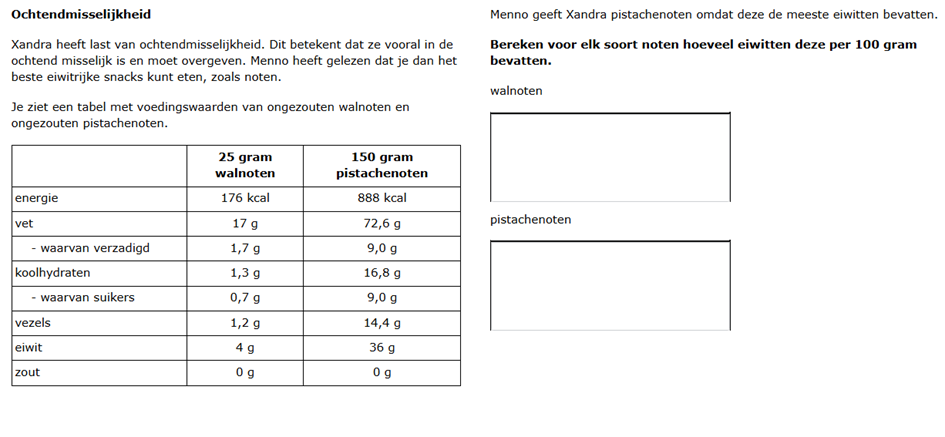 Ochtendmisselijkheid
Xandra heeft last van ochtendmisselijkheid. Dit betekent dat ze vooral in de
ochtend misselijk is en moet overgeven. Menno heeft gelezen dat je dan het
beste eiwitrijke snacks kunt eten, zoals noten.
Je ziet een tabel met voedingswaarden van ongezouten walnoten en
ongezouten pistachenoten.
25 gram walnoten 150 gram pistachenoten
energie 176 kcal 888 kcal
vet 17 g 72,6 g
- waarvan verzadigd 1,7 g 9,0 g
koolhydraten 1,3 g 16,8 g
- waarvan suikers 0,7 g 9,0 g
vezels 1,2 g 14,4 g
eiwit 4 g 36 g
zout 0 g 0 g
Menno geeft Xandra pistachenoten omdat deze de meeste eiwitten bevatten.
Bereken voor elk soort noten hoeveel eiwitten deze per 100 gram
bevatten.
walnoten
pistachenoten